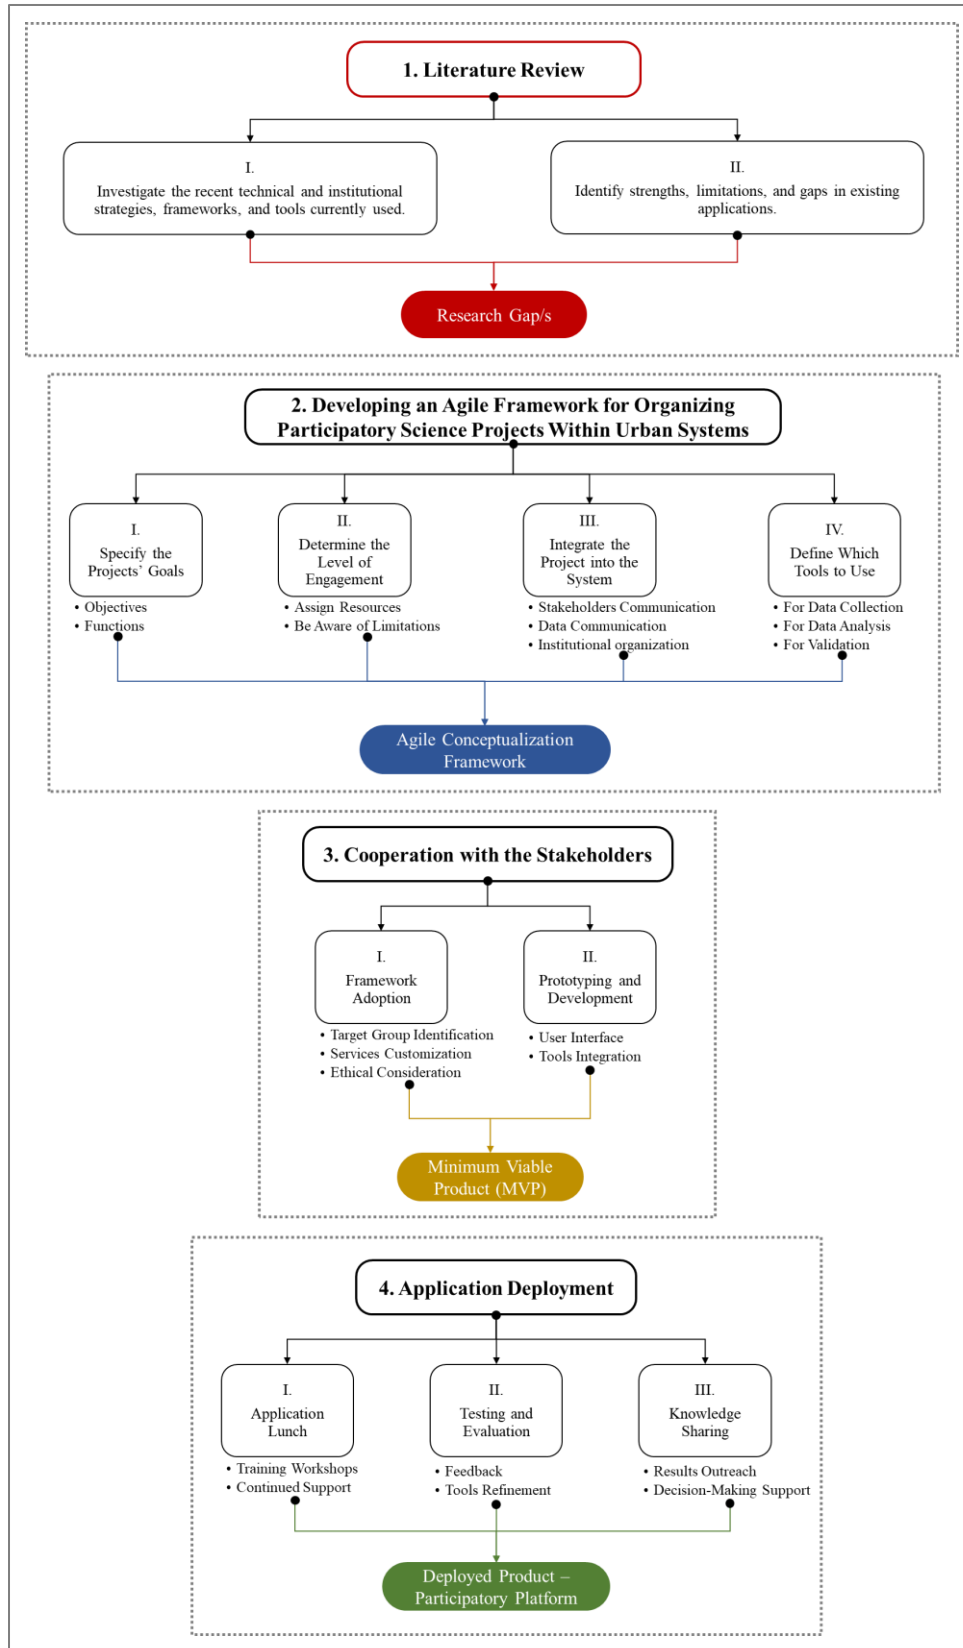 1. Literature Review
I.
Investigate the recent technical and institutional
strategies, frameworks, and tools currently used.
II.
Identify strengths, limitations, and gaps in existing
applications.
Research Gap/s
2. Developing an Agile Framework for Organizing
Participatory Science Projects Within Urban Systems
I.
Specify the
Projects' Goals
• Objectives
• Functions
II.
Determine the
Level of
Engagement
• Assign Resources
• Be Aware of Limitations
III.
Integrate the
Project into the
System
• Stakeholders Communication
• Data Communication
• Institutional organization
IV.
Define Which
Tools to Use
• For Data Collection
• For Data Analysis
• For Validation
Agile Conceptualization
Framework
3. Cooperation with the Stakeholders
I.
Framework
Adoption
• Target Group Identification
• Services Customization
• Ethical Consideration
II.
Prototyping and
Development
• User Interface
• Tools Integration
Minimum Viable
Product (MVP)
4. Application Deployment
I.
Application
Lunch
• Training Workshops
• Continued Support
II.
Testing and
Evaluation
• Feedback
• Tools Refinement
III.
Knowledge
Sharing
• Results Outreach
• Decision-Making Support
Deployed Product –
Participatory Platform